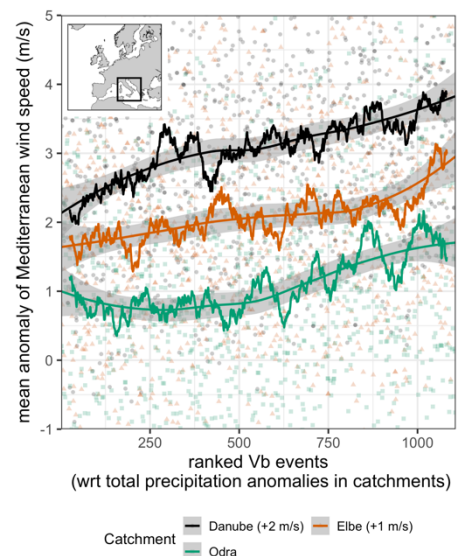 mean anomaly of Mediterranean wind speed (m/s)
5
4
3
2
1
0
-1
250
500
750
1000
ranked Vb events
(wrt total precipitation anomalies in catchments)
Catchment
Danube (+2 m/s)
Elbe (+1 m/s)
Odra